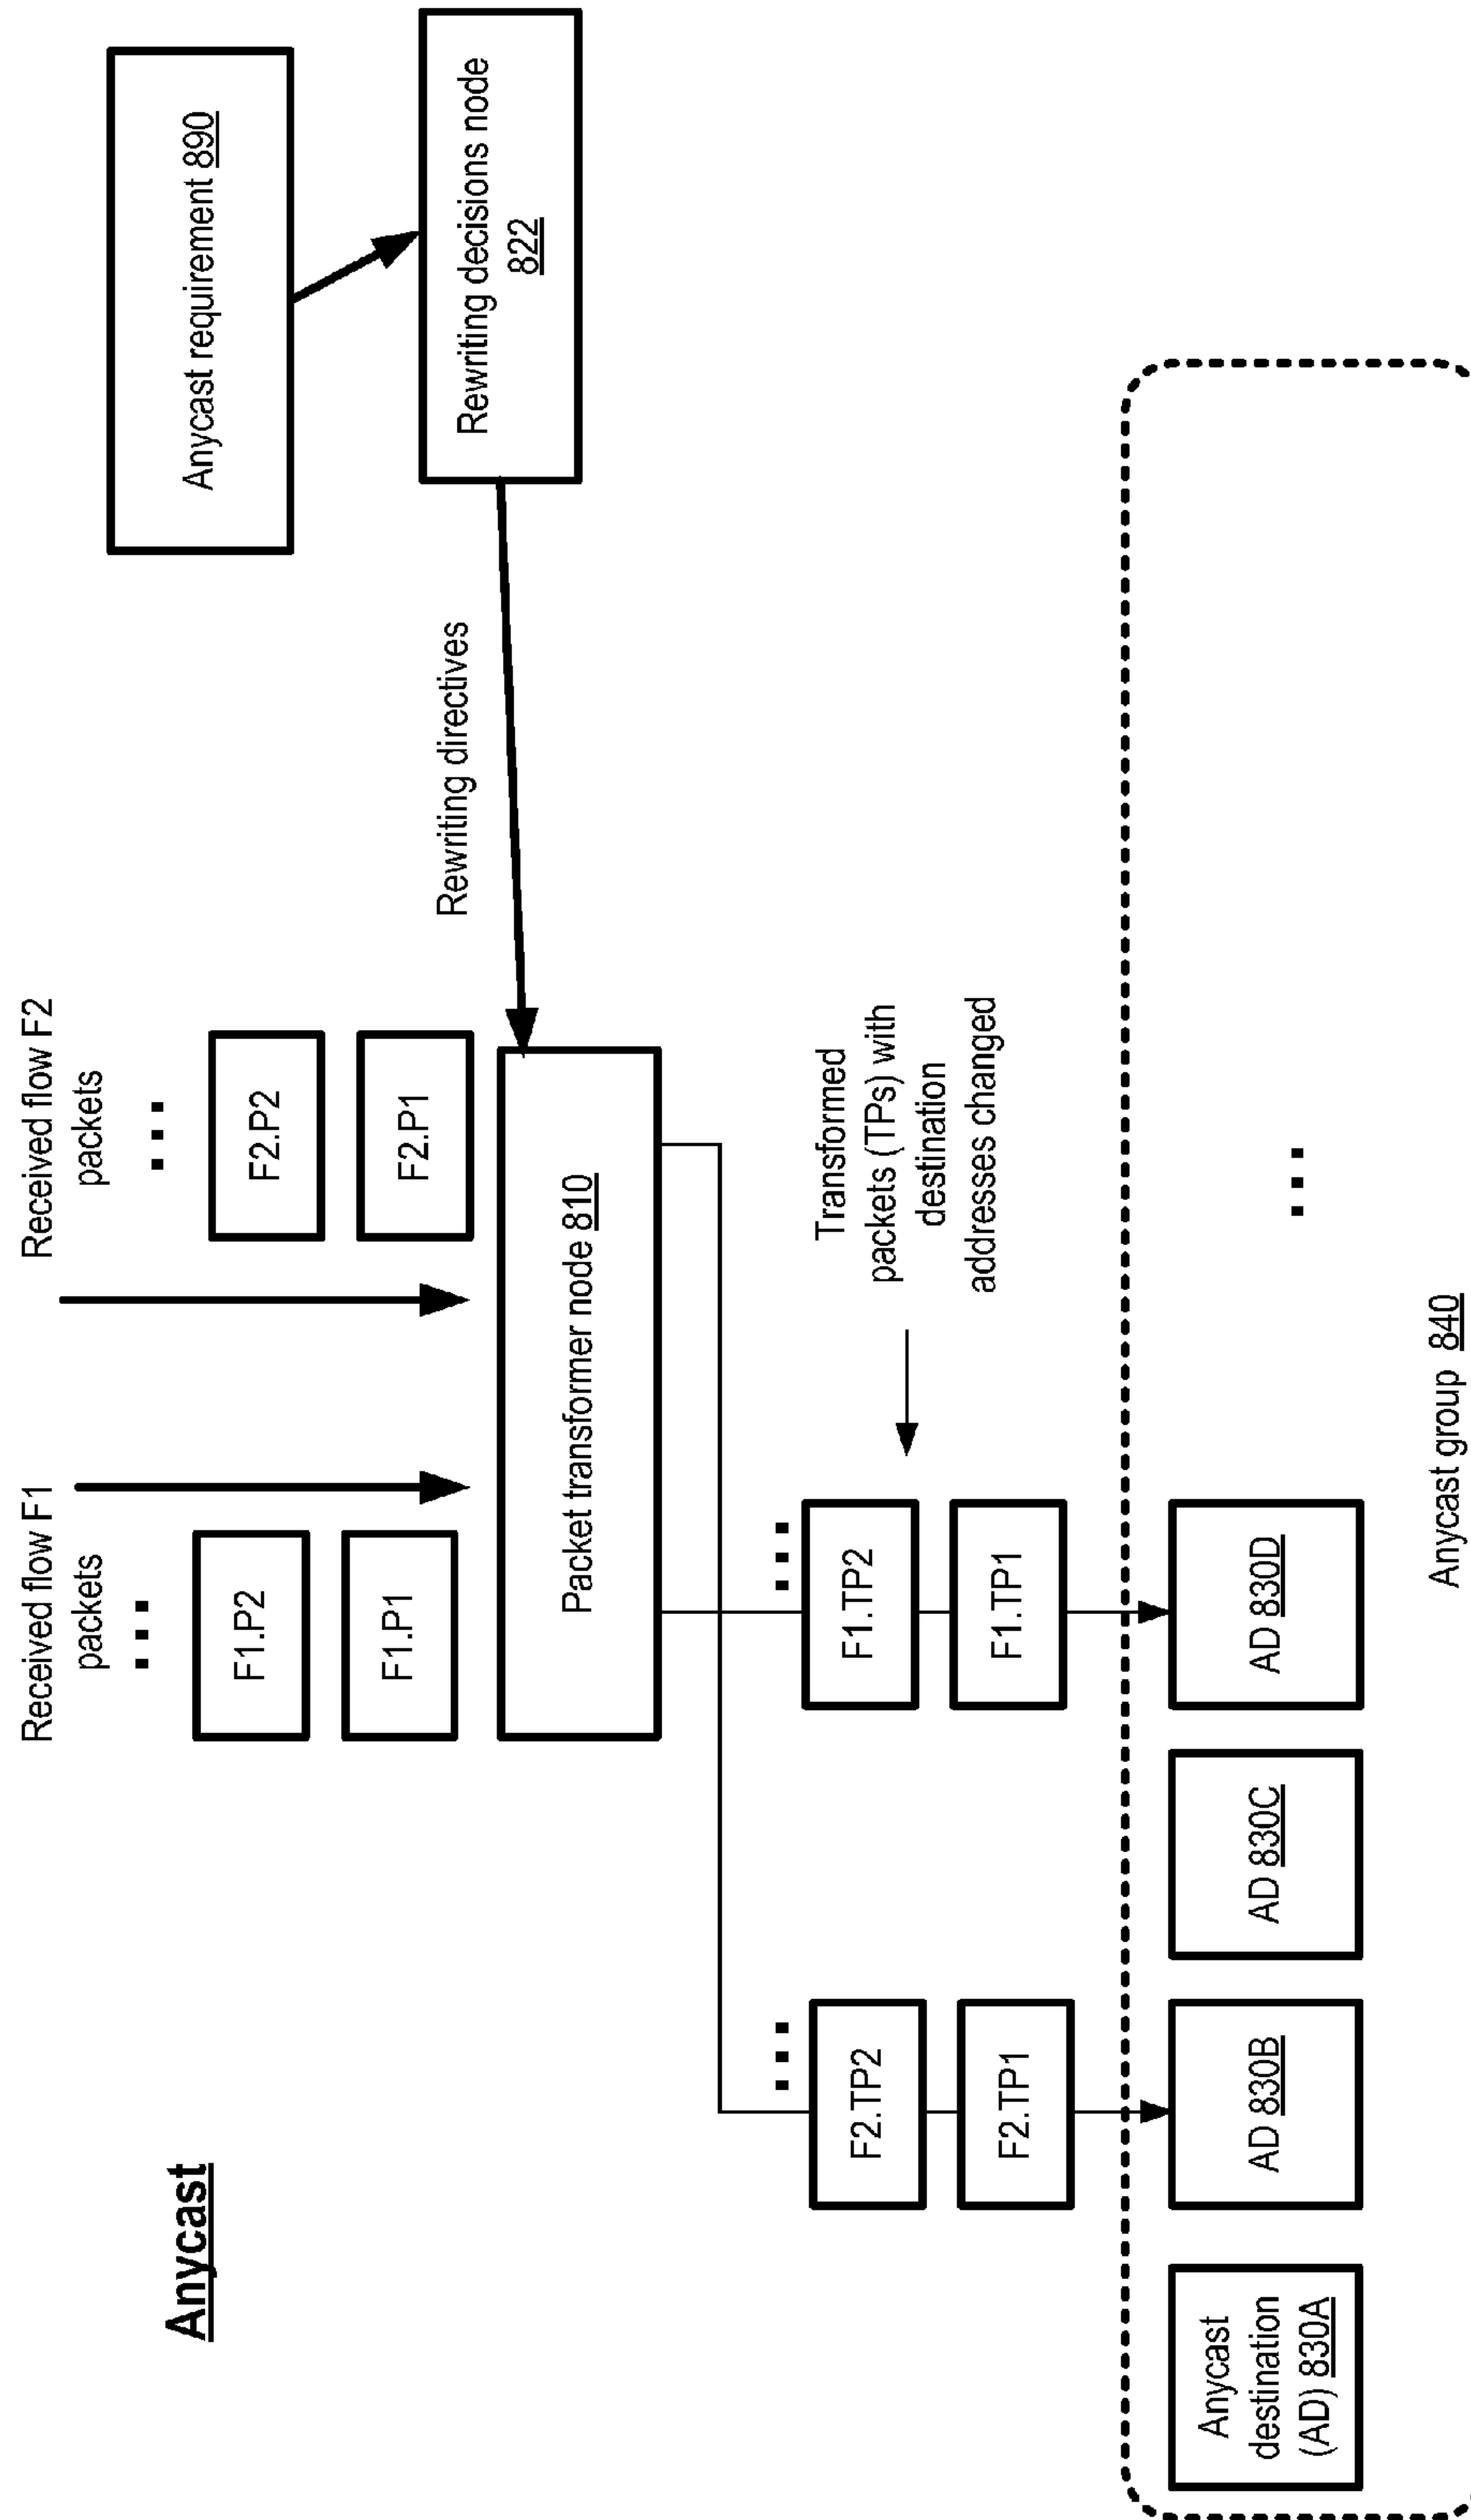 Anycast
Received flow F1
packets
Received flow F2
packets
Anycast requirement 890
F1.P2
F2.P2
F1.P1
F2.P1
Rewriting directives
Rewriting decisions node
822
Packet transformer node 810
F2.TP2
F1.TP2
F2.TP1
F1.TP1
Transformed
packets (TPs) with
destination
addresses changed
Anycast
destination
(AD) 830A
AD 830B
AD 830C
AD 830D
Anycast group 840